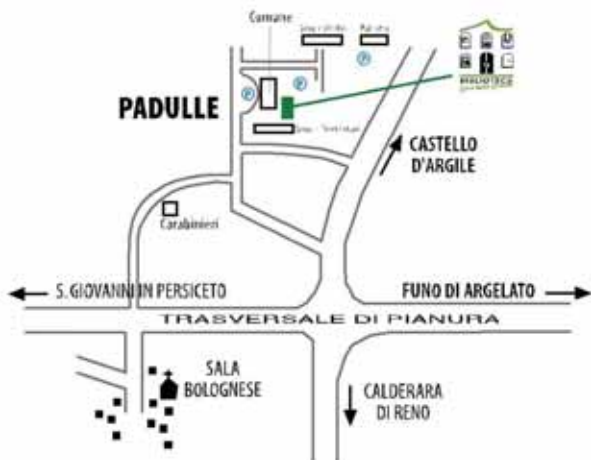 Comune
P
P
P
BIBLIOTECA
PADULLE
CASTELLO
D'ARGILE
Carabinieri
S. GIOVANNI IN PERSICETO
FUNO DI ARGELATO
TRASVERSALE DI PIANURA
SALA
BOLOGNESE
CALDERARA
DI RENO